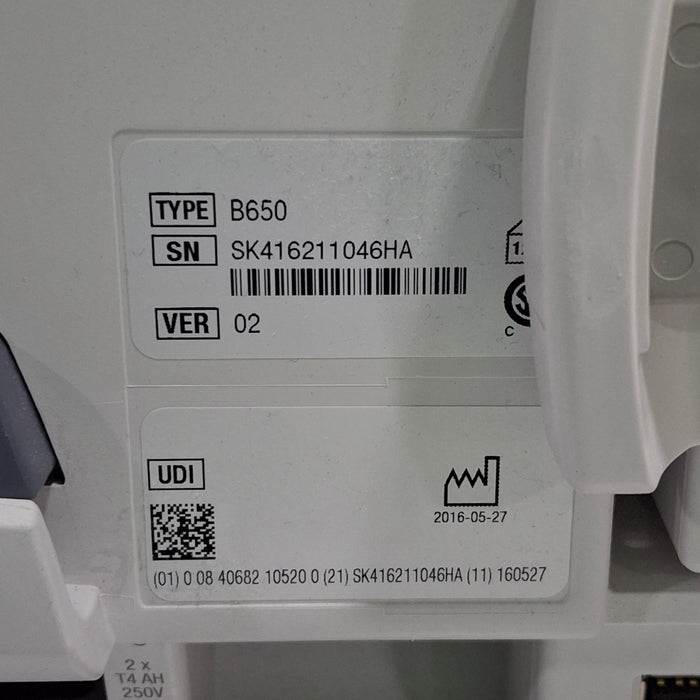 TYPE B650
SN SK416211046HA
VER 02
C
UDI
2016-05-27
(01) 0 08 40682 10520 0 (21) SK416211046HA (11) 160527
2 x
T4 AH
250V